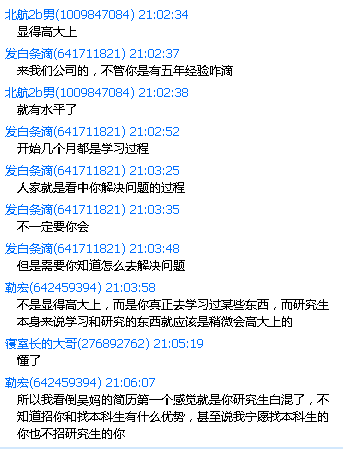 北航2b男(1009847084) 21:02:34
显得高大上
发白条滴(641711821) 21:02:37
来我们公司的，不管你是有五年经验咋滴
北航2b男(1009847084) 21:02:38
就有水平了
发白条滴(641711821) 21:02:52
开始几个月都是学习过程
发白条滴(641711821) 21:03:25
人家就是看中你解决问题的过程
发白条滴(641711821) 21:03:35
不一定要你会
发白条滴(641711821) 21:03:48
但是需要你知道怎么去解决问题
勒宏(642459394) 21:03:58
不是显得高大上，而是你真正去学习过某些东西，而研究生
本身来说学习和研究的东西就应该是稍微会高大上的
寝室长的大哥(276892762) 21:05:19
懂了
勒宏(642459394) 21:06:07
所以我看倒吴妈的简历第一个感觉就是你研究生白混了，不
知道招你和找本科生有什么优势，甚至说我宁愿找本科生的
你也不招研究生的你